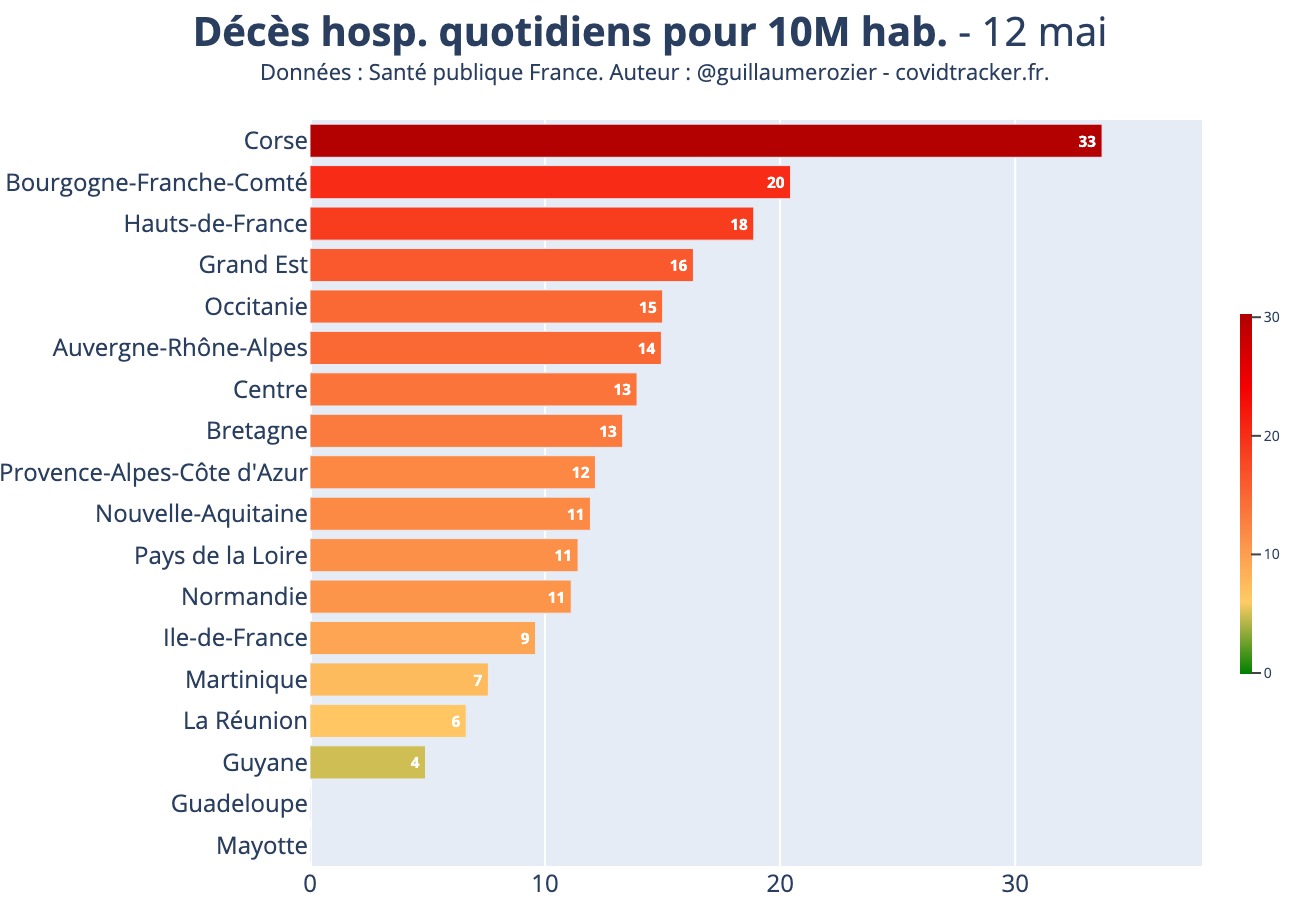 Décès hosp. quotidiens pour 10M hab. - 12 mai
Données : Santé publique France. Auteur : @guillaumerozier - covidtracker.fr.
Corse 33
Bourgogne-Franche-Comté 20
Hauts-de-France 18
Grand Est 16
Occitanie 15
Auvergne-Rhône-Alpes 14
Centre 13
Bretagne 13
Provence-Alpes-Côte d'Azur 12
Nouvelle-Aquitaine 11
Pays de la Loire 11
Normandie 11
Ile-de-France 9
Martinique 7
La Réunion 6
Guyane 4
Guadeloupe
Mayotte
0 10 20 30
30
20
10
0